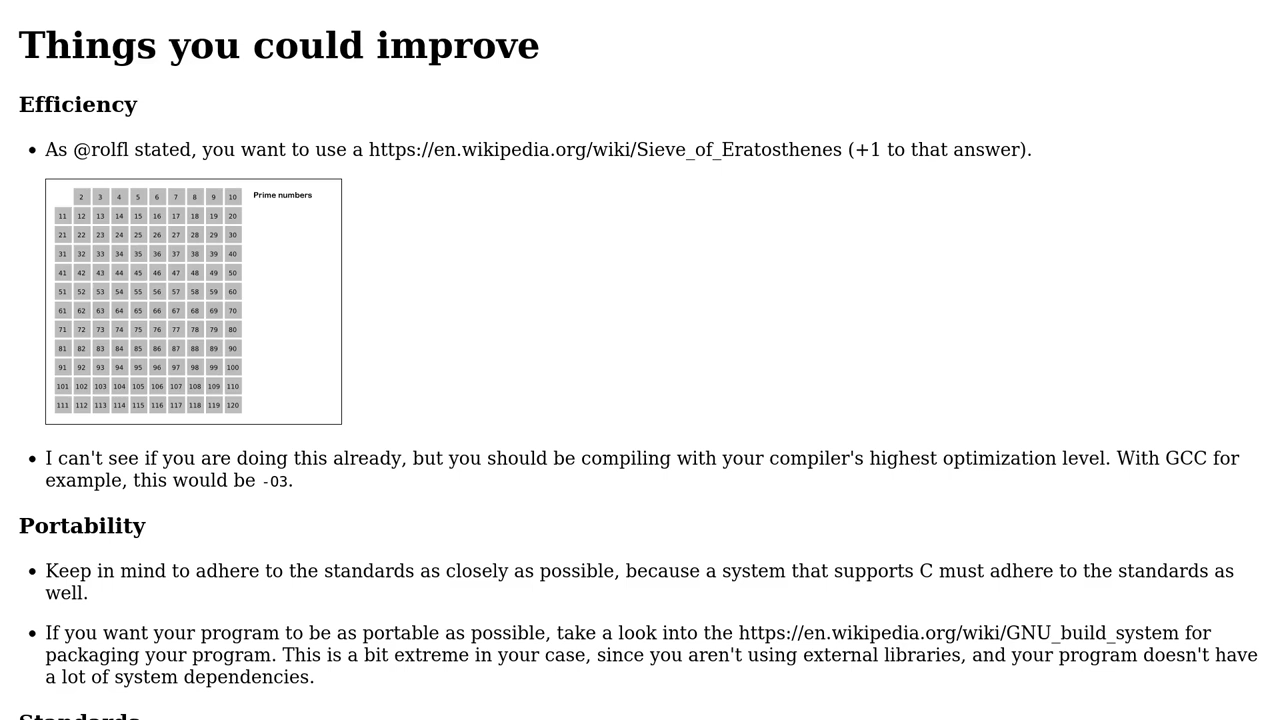 Things you could improve
Efficiency
• As @rolfl stated, you want to use a https://en.wikipedia.org/wiki/Sieve_of_Eratosthenes (+1 to that answer).
2 3 4 5 6 7 8 9 10 Prime numbers
11 12 13 14 15 16 17 18 19 20
21 22 23 24 25 26 27 28 29 30
31 32 33 34 35 36 37 38 39 40
41 42 43 44 45 46 47 48 49 50
51 52 53 54 55 56 57 58 59 60
61 62 63 64 65 66 67 68 69 70
71 72 73 74 75 76 77 78 79 80
81 82 83 84 85 86 87 88 89 90
91 92 93 94 95 96 97 98 99 100
101 102 103 104 105 106 107 108 109 110
111 112 113 114 115 116 117 118 119 120
• I can't see if you are doing this already, but you should be compiling with your compiler's highest optimization level. With GCC for
example, this would be -03.
Portability
• Keep in mind to adhere to the standards as closely as possible, because a system that supports C must adhere to the standards as
well.
• If you want your program to be as portable as possible, take a look into the https://en.wikipedia.org/wiki/GNU_build_system for
packaging your program. This is a bit extreme in your case, since you aren't using external libraries, and your program doesn't have
a lot of system dependencies.
Standards